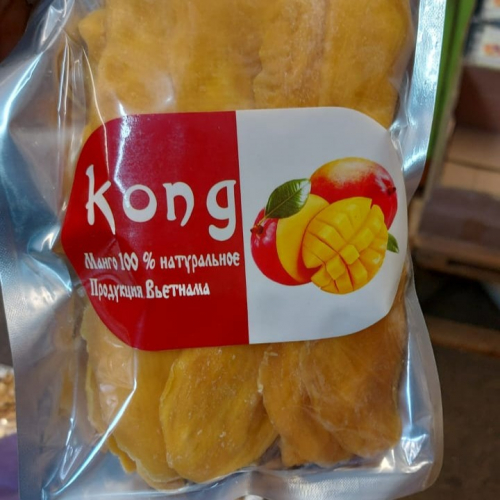 kong
Манго 100 % натуральное
Продукция Вьетнама